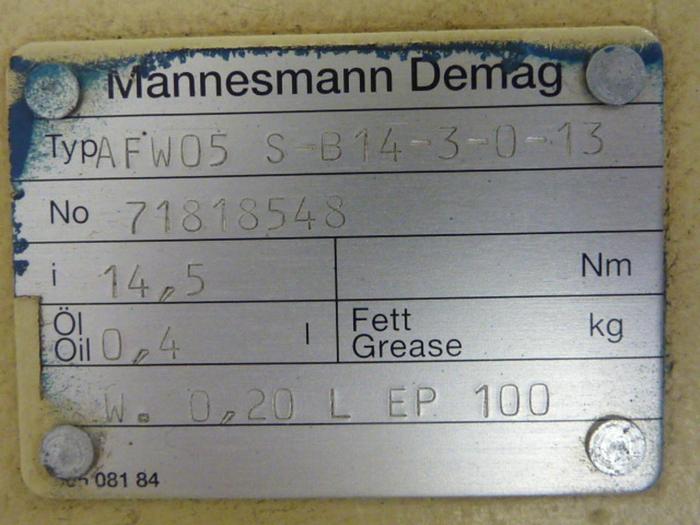 Mannesmann Demag
Typ AFW05 S-B14-3-0-13
No 71818548
i 14,5 Nm
Öl Oil 0,4 l Fett Grease kg
W. 0,20 L EP 100
081 84